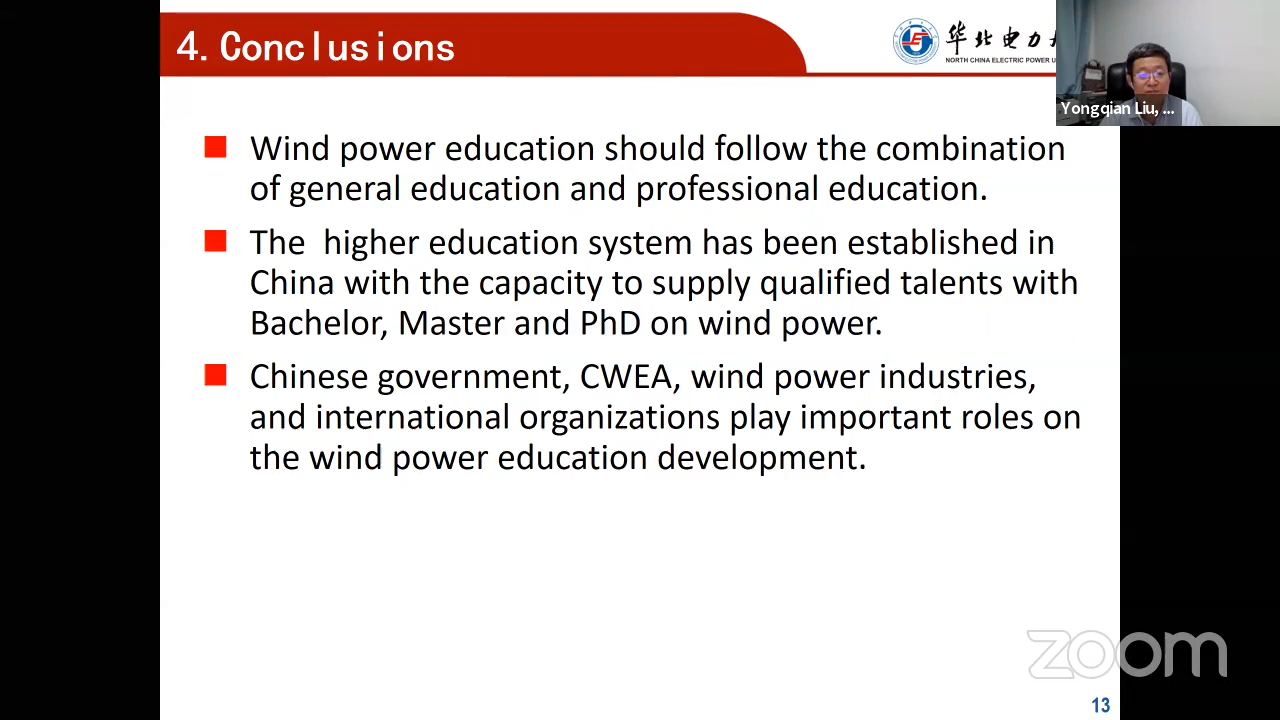 4. Conclusions
华北电力
NORTH CHINA ELECTRIC POWER
Yongqian Liu, ...
Wind power education should follow the combination
of general education and professional education.
The higher education system has been established in
China with the capacity to supply qualified talents with
Bachelor, Master and PhD on wind power.
Chinese government, CWEA, wind power industries,
and international organizations play important roles on
the wind power education development.
zoom
13